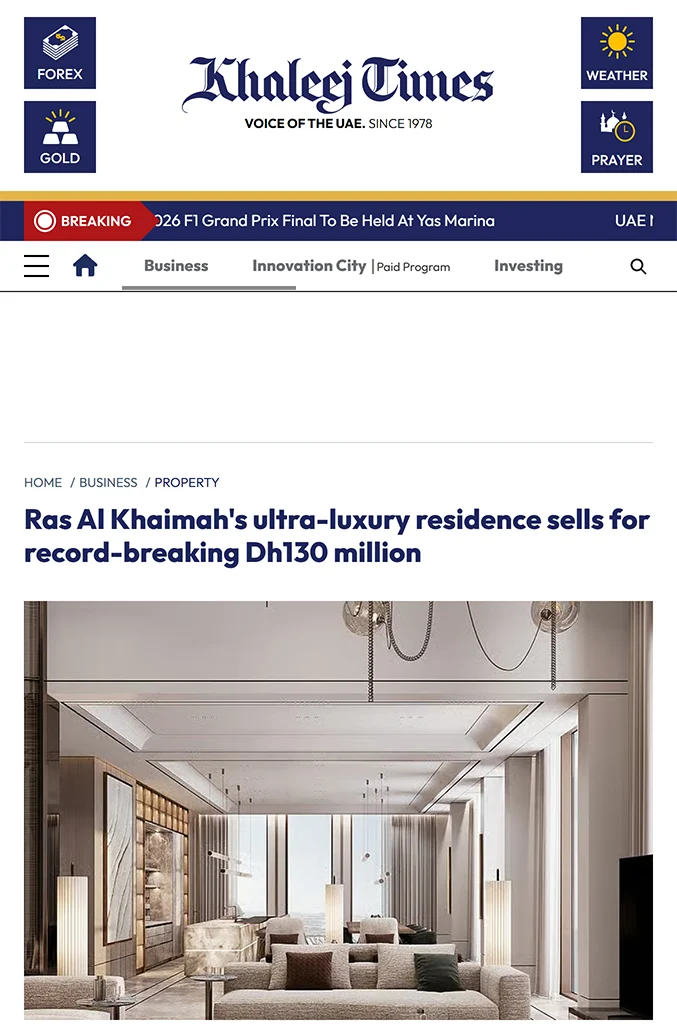 FOREX
GOLD
Khaleej Times
VOICE OF THE UAE. SINCE 1978
WEATHER
PRAYER
BREAKING
F1 Grand Prix Final To Be Held At Yas Marina
UAE
Business
Innovation City | Paid Program
Investing
HOME / BUSINESS / PROPERTY
Ras Al Khaimah's ultra-luxury residence sells for
record-breaking Dh130 million